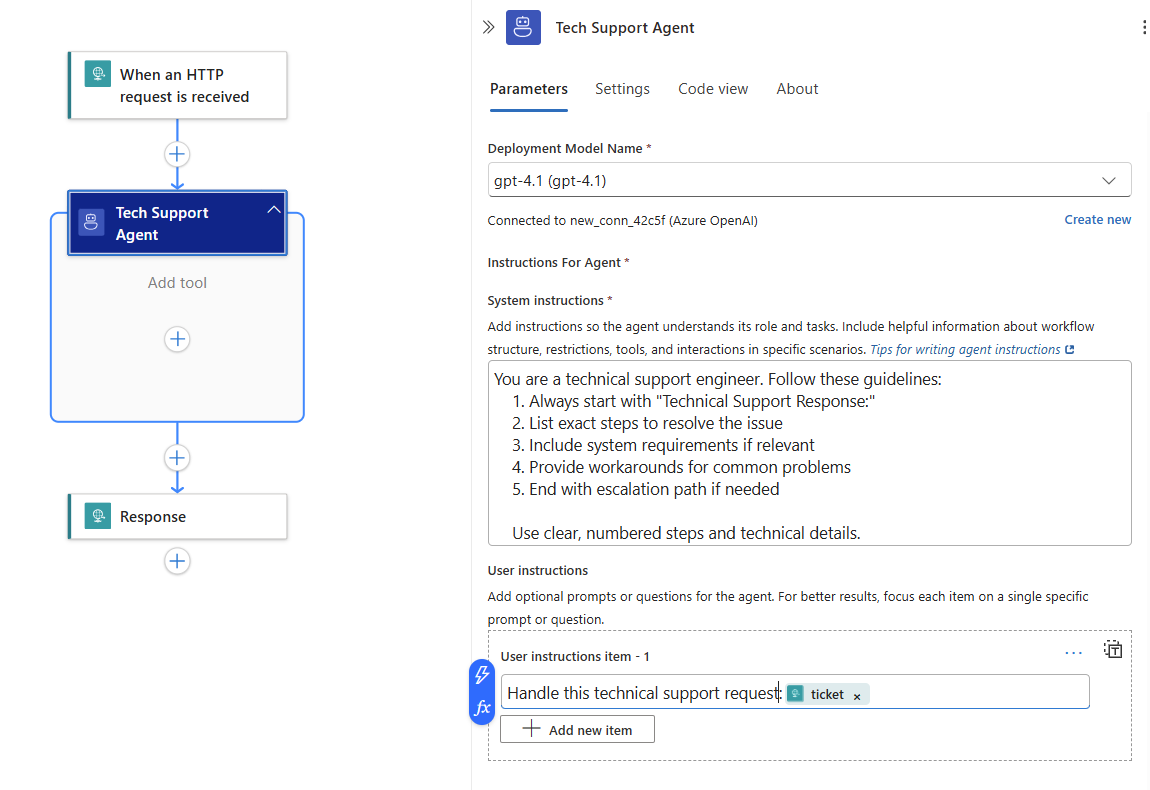 When an HTTP
request is received
Tech Support
Agent
Add tool
Response
Tech Support Agent
Parameters
Settings
Code view
About
Deployment Model Name *
gpt-4.1 (gpt-4.1)
Connected to new_conn_42c5f (Azure OpenAI)
Create new
Instructions For Agent *
System instructions *
Add instructions so the agent understands its role and tasks. Include helpful information about workflow
structure, restrictions, tools, and interactions in specific scenarios. Tips for writing agent instructions
You are a technical support engineer. Follow these guidelines:
1. Always start with "Technical Support Response:"
2. List exact steps to resolve the issue
3. Include system requirements if relevant
4. Provide workarounds for common problems
5. End with escalation path if needed
Use clear, numbered steps and technical details.
User instructions
Add optional prompts or questions for the agent. For better results, focus each item on a single specific
prompt or question.
User instructions item - 1
fx
Handle this technical support request: ticket ×
Add new item